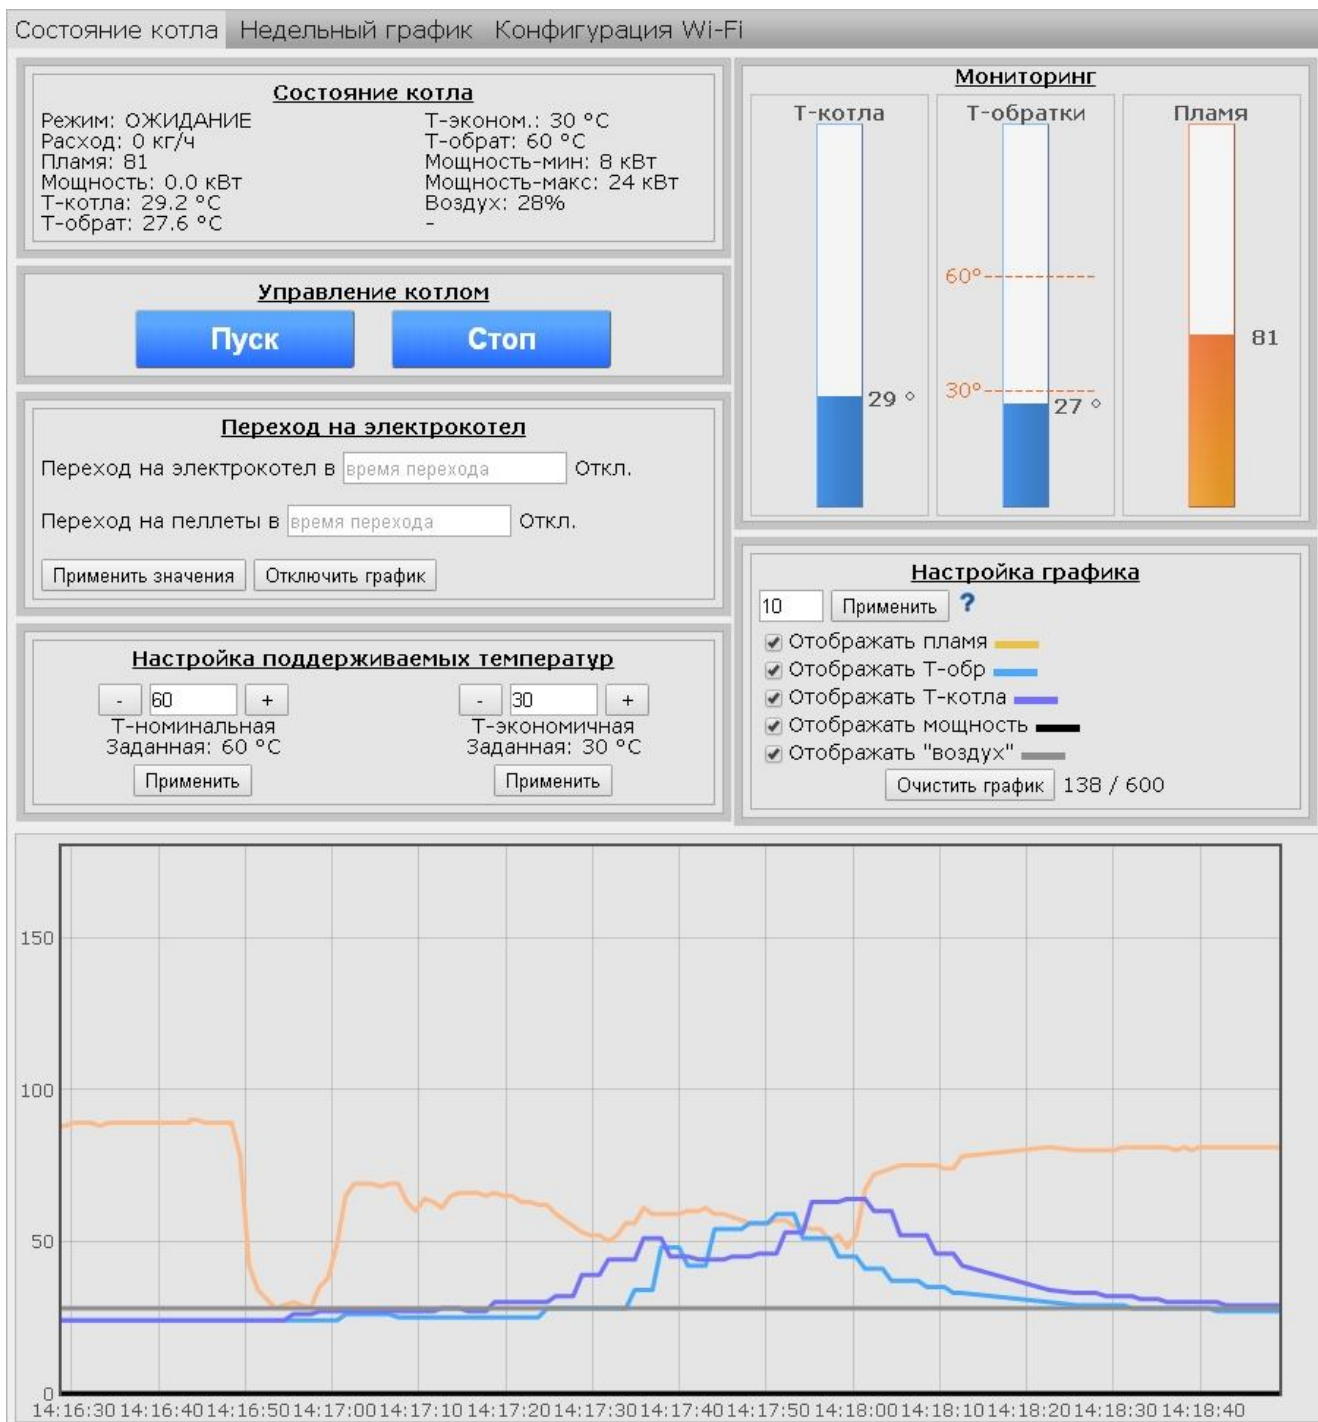 Состояние котла Недельный график Конфигурация Wi-Fi
Состояние котла
Режим: ОЖИДАНИЕ
Расход: 0 кг/ч
Пламя: 81
Мощность: 0.0 кВт
Т-котла: 29.2 °C
Т-обрат: 27.6 °C
Т-эконом.: 30 °C
Т-обрат: 60 °C
Мощность-мин: 8 кВт
Мощность-макс: 24 кВт
Воздух: 28%
-
Управление котлом
Пуск Стоп
Переход на электрокотел
Переход на электрокотел в время перехода Откл.
Переход на пеллеты в время перехода Откл.
Применить значения Отключить график
Настройка поддерживаемых температур
- 60 +
Т-номинальная
Заданная: 60 °C
Применить
- 30 +
Т-экономичная
Заданная: 30 °C
Применить
Мониторинг
Т-котла
29 °
Т-обратки
60°
30°
27 °
Пламя
81
Настройка графика
10 Применить ?
Отображать пламя
Отображать Т-обр
Отображать Т-котла
Отображать мощность
Отображать "воздух"
Очистить график 138 / 600
150
100
50
0
14:16:30 14:16:40 14:16:50 14:17:00 14:17:10 14:17:20 14:17:30 14:17:40 14:17:50 14:18:00 14:18:10 14:18:20 14:18:30 14:18:40